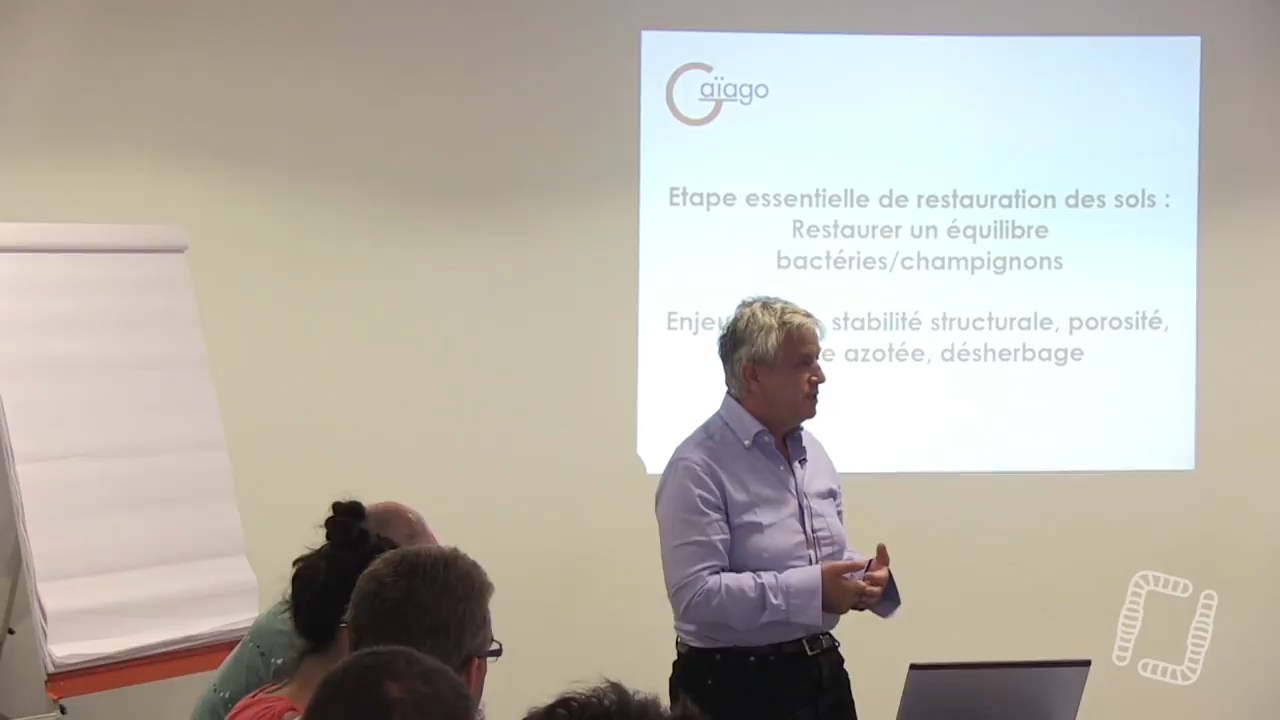 Gaïago
Etape essentielle de restauration des sols :
Restaurer un équilibre
bactéries/champignons
stabilité structurale, porosité,
azotée, désherbage